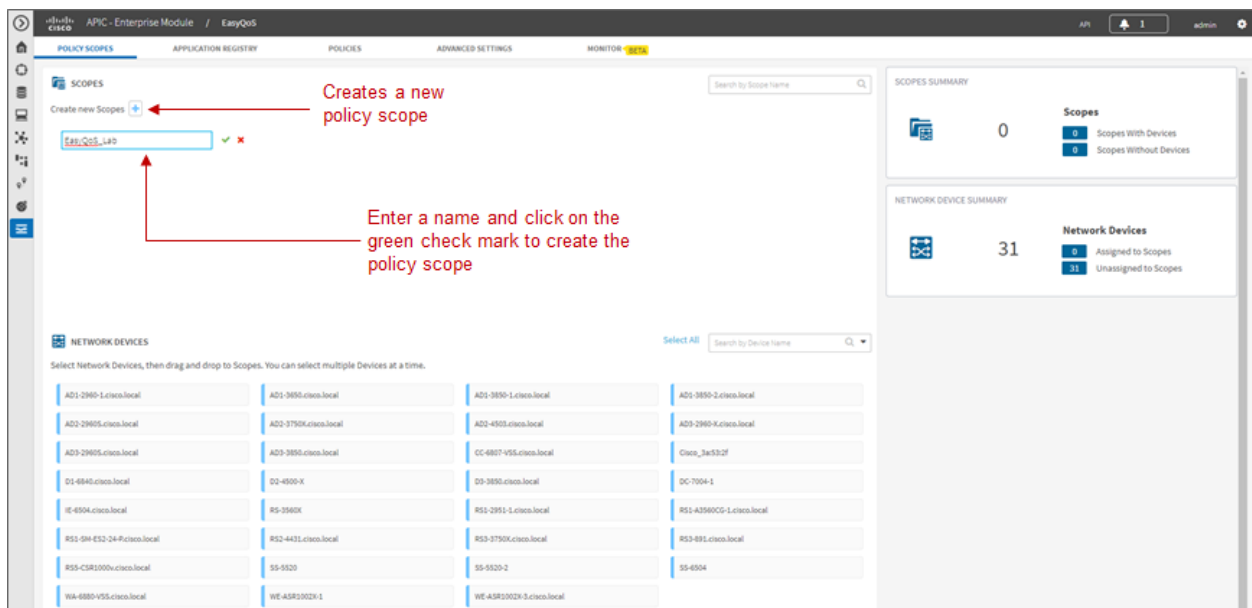 cisco APIC - Enterprise Module / EasyQoS
API 1 admin
POLICY SCOPES APPLICATION REGISTRY POLICIES ADVANCED SETTINGS MONITOR BETA
SCOPES
Search by Scope Name
Create new Scopes +
Creates a new
policy scope
EasyQoS_Lab
Enter a name and click on the
green check mark to create the
policy scope
SCOPES SUMMARY
0
Scopes
0 Scopes With Devices
0 Scopes Without Devices
NETWORK DEVICE SUMMARY
31
Network Devices
0 Assigned to Scopes
31 Unassigned to Scopes
NETWORK DEVICES
Select All
Search by Device Name
Select Network Devices, then drag and drop to Scopes. You can select multiple Devices at a time.
AD1-2960-1.cisco.local AD1-3650.cisco.local AD1-3850-1.cisco.local AD1-3850-2.cisco.local
AD2-2960S.cisco.local AD2-3750X.cisco.local AD2-4503.cisco.local AD3-2960-X.cisco.local
AD3-2960S.cisco.local AD3-3850.cisco.local CC-6807-VSS.cisco.local Cisco_3a:53:2f
D1-6840.cisco.local D2-4500-X D3-3850.cisco.local DC-7004-1
IE-6504.cisco.local RS-3560X RS1-2951-1.cisco.local RS1-A3560CG-1.cisco.local
RS1-SM-ES2-24-P.cisco.local RS2-4431.cisco.local RS3-3750X.cisco.local RS3-891.cisco.local
RS5-CSR1000v.cisco.local SS-5520 SS-5520-2 SS-6504
WA-6880-VSS.cisco.local WE-ASR1002X-1 WE-ASR1002X-3.cisco.local